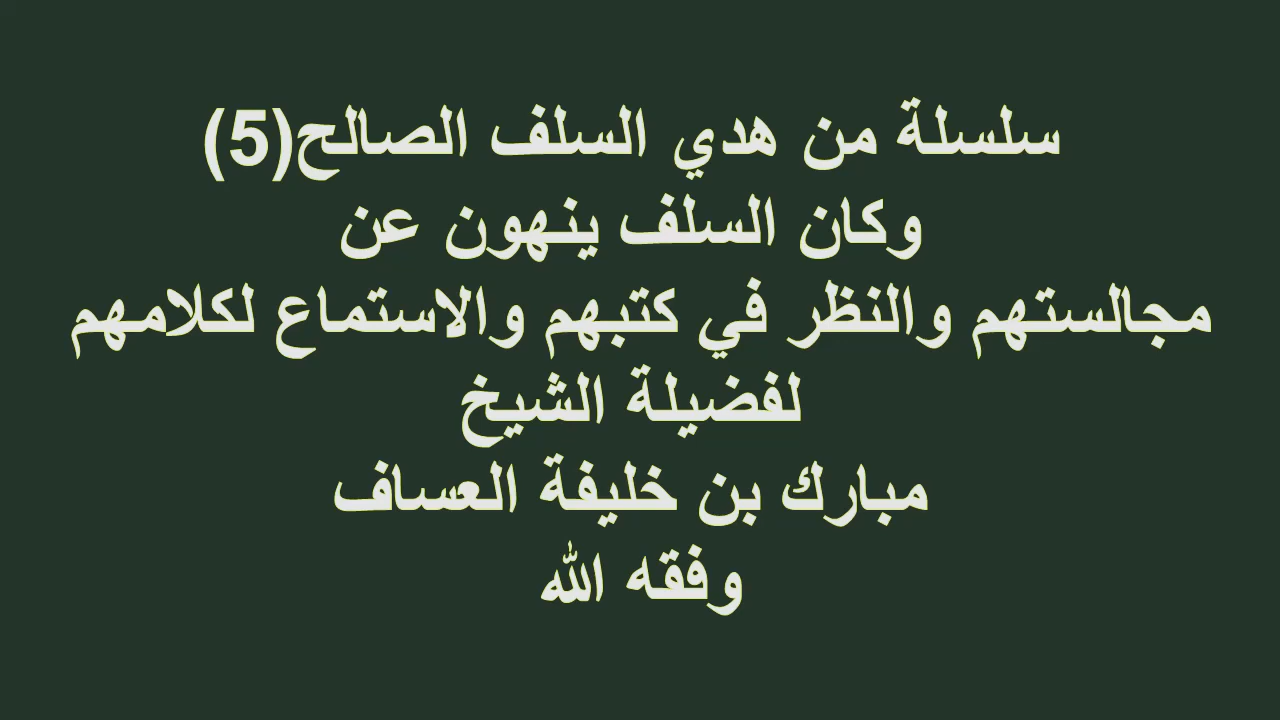 سلسلة من هدي السلف الصالح(5)
وكان السلف ينهون عن
مجالستهم والنظر في كتبهم والاستماع لكلامهم
لفضيلة الشيخ
مبارك بن خليفة العساف
وفقه الله